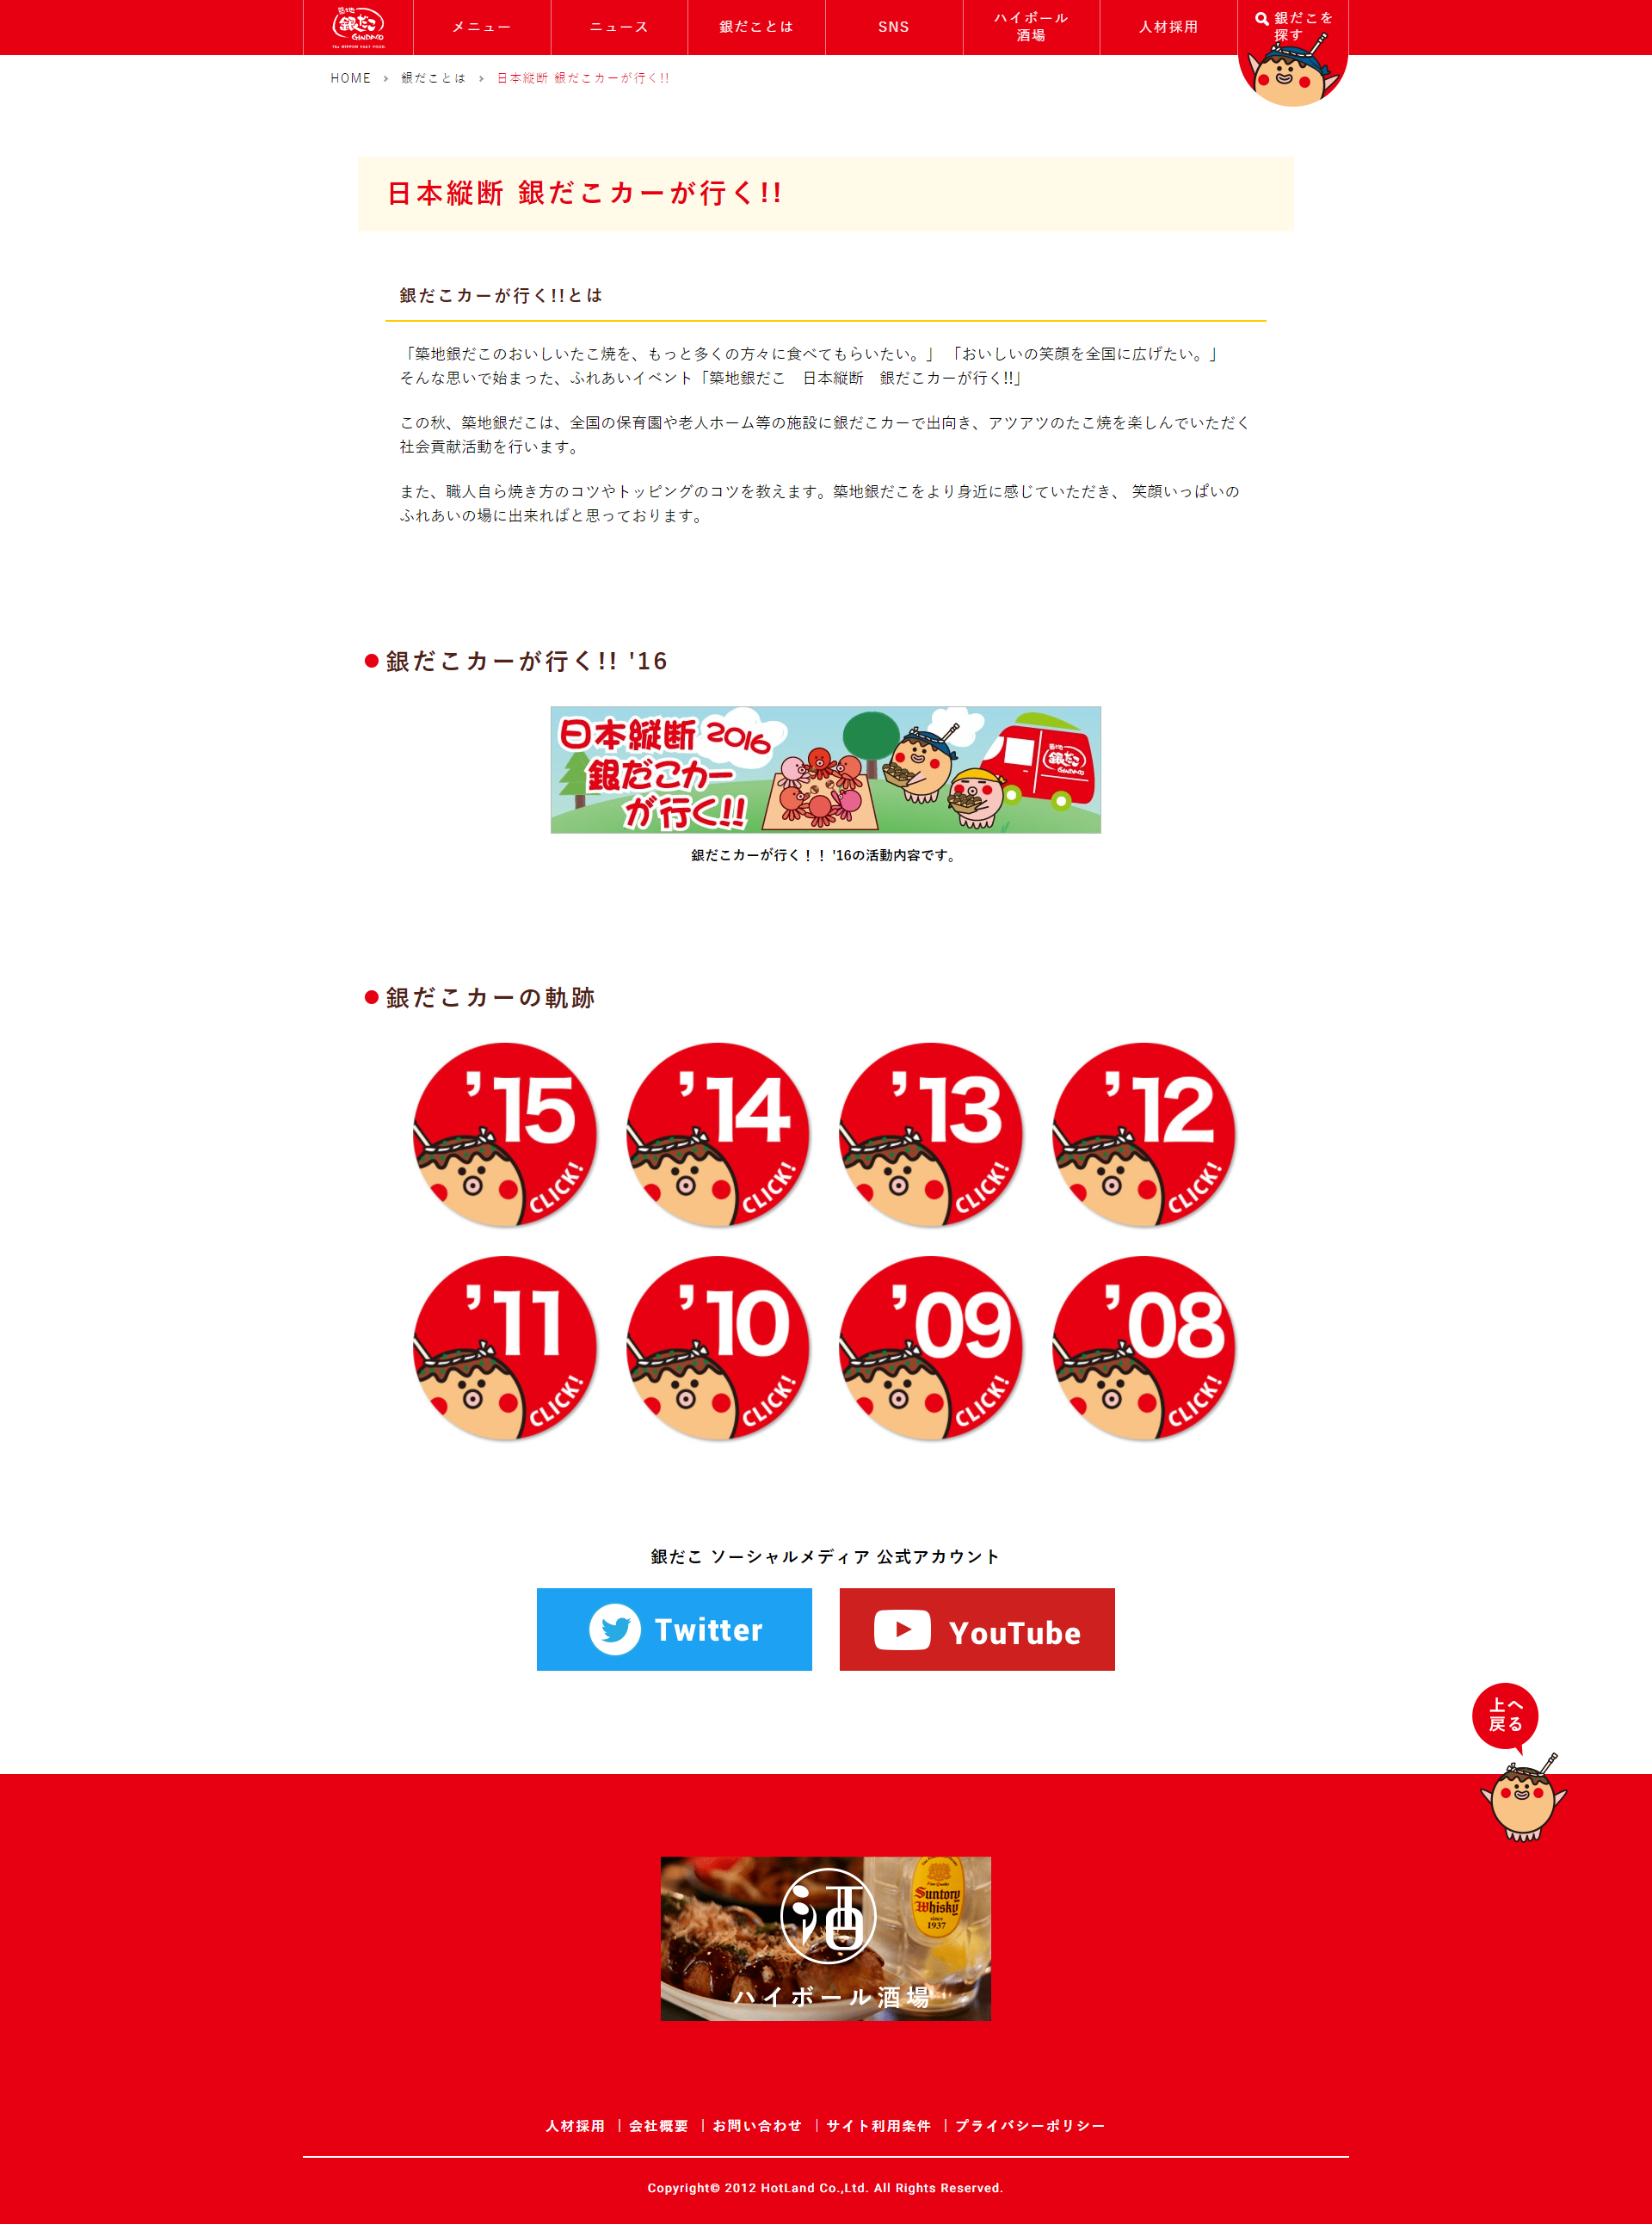 築地
銀だこ
GINDACO
The NIPPON FAST FOOD.
メニュー
ニュース
銀だことは
SNS
ハイボール
酒場
人材採用
銀だこを
探す
HOME > 銀だことは > 日本縦断 銀だこカーが行く!!
日本縦断 銀だこカーが行く!!
銀だこカーが行く!!とは
「築地銀だこのおいしいたこ焼を、もっと多くの方々に食べてもらいたい。」 「おいしいの笑顔を全国に広げたい。」
そんな思いで始まった、ふれあいイベント「築地銀だこ　日本縦断　銀だこカーが行く!!」
この秋、築地銀だこは、全国の保育園や老人ホーム等の施設に銀だこカーで出向き、アツアツのたこ焼を楽しんでいただく
社会貢献活動を行います。
また、職人自ら焼き方のコツやトッピングのコツを教えます。築地銀だこをより身近に感じていただき、 笑顔いっぱいの
ふれあいの場に出来ればと思っております。
銀だこカーが行く!! '16
日本縦断 2016
銀だこカー
が行く!!
築地
銀だこ
GINDACO
銀だこカーが行く！！ '16の活動内容です。
銀だこカーの軌跡
’15
CLICK!
’14
CLICK!
’13
CLICK!
’12
CLICK!
’11
CLICK!
’10
CLICK!
’09
CLICK!
’08
CLICK!
銀だこ ソーシャルメディア 公式アカウント
Twitter
YouTube
上へ
戻る
酒
ハイボール酒場
Suntory
Whisky
since
1937
人材採用 | 会社概要 | お問い合わせ | サイト利用条件 | プライバシーポリシー
Copyright© 2012 HotLand Co.,Ltd. All Rights Reserved.